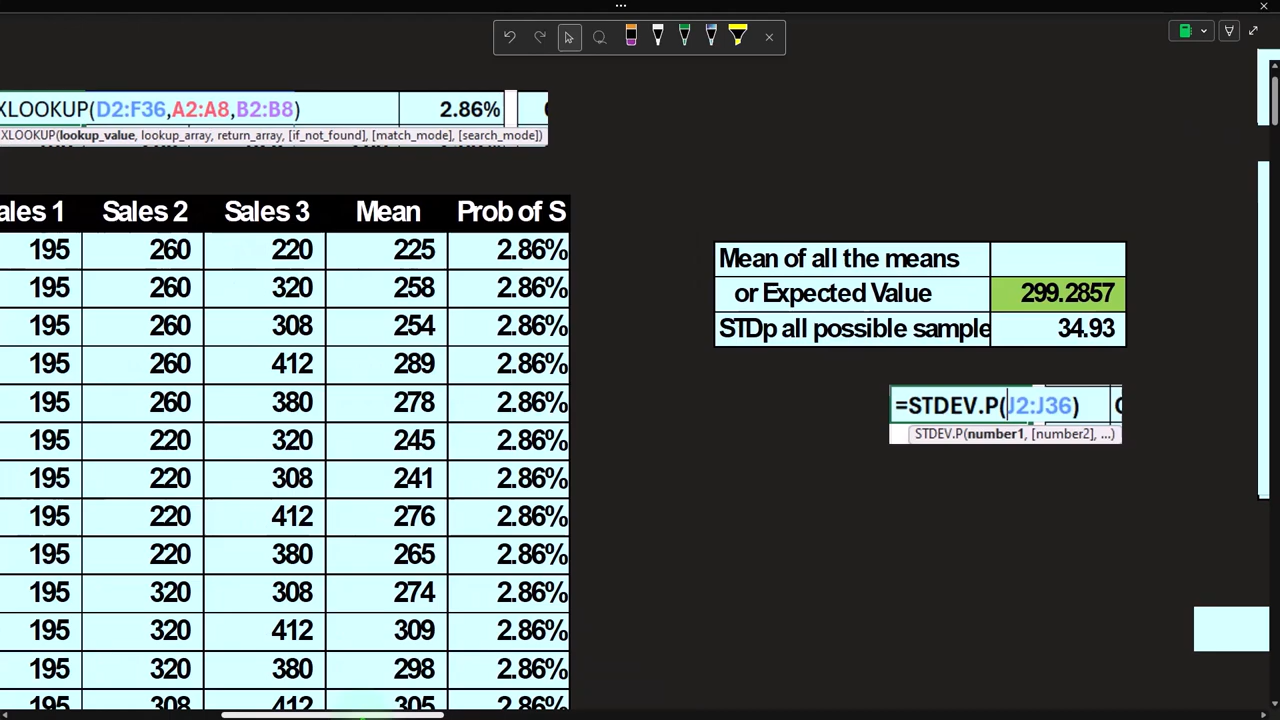 XLOOKUP(D2:F36,A2:A8,B2:B8) 2.86%
XLOOKUP(lookup_value, lookup_array, return_array, [if_not_found], [match_mode], [search_mode])
ales 1 Sales 2 Sales 3 Mean Prob of S
195 260 220 225 2.86%
195 260 320 258 2.86%
195 260 308 254 2.86%
195 260 412 289 2.86%
195 260 380 278 2.86%
195 220 320 245 2.86%
195 220 308 241 2.86%
195 220 412 276 2.86%
195 220 380 265 2.86%
195 320 308 274 2.86%
195 320 412 309 2.86%
195 320 380 298 2.86%
195 308 412 305 2.86%
Mean of all the means
or Expected Value 299.2857
STDp all possible sample 34.93
=STDEV.P(J2:J36)
STDEV.P(number1, [number2], ...)